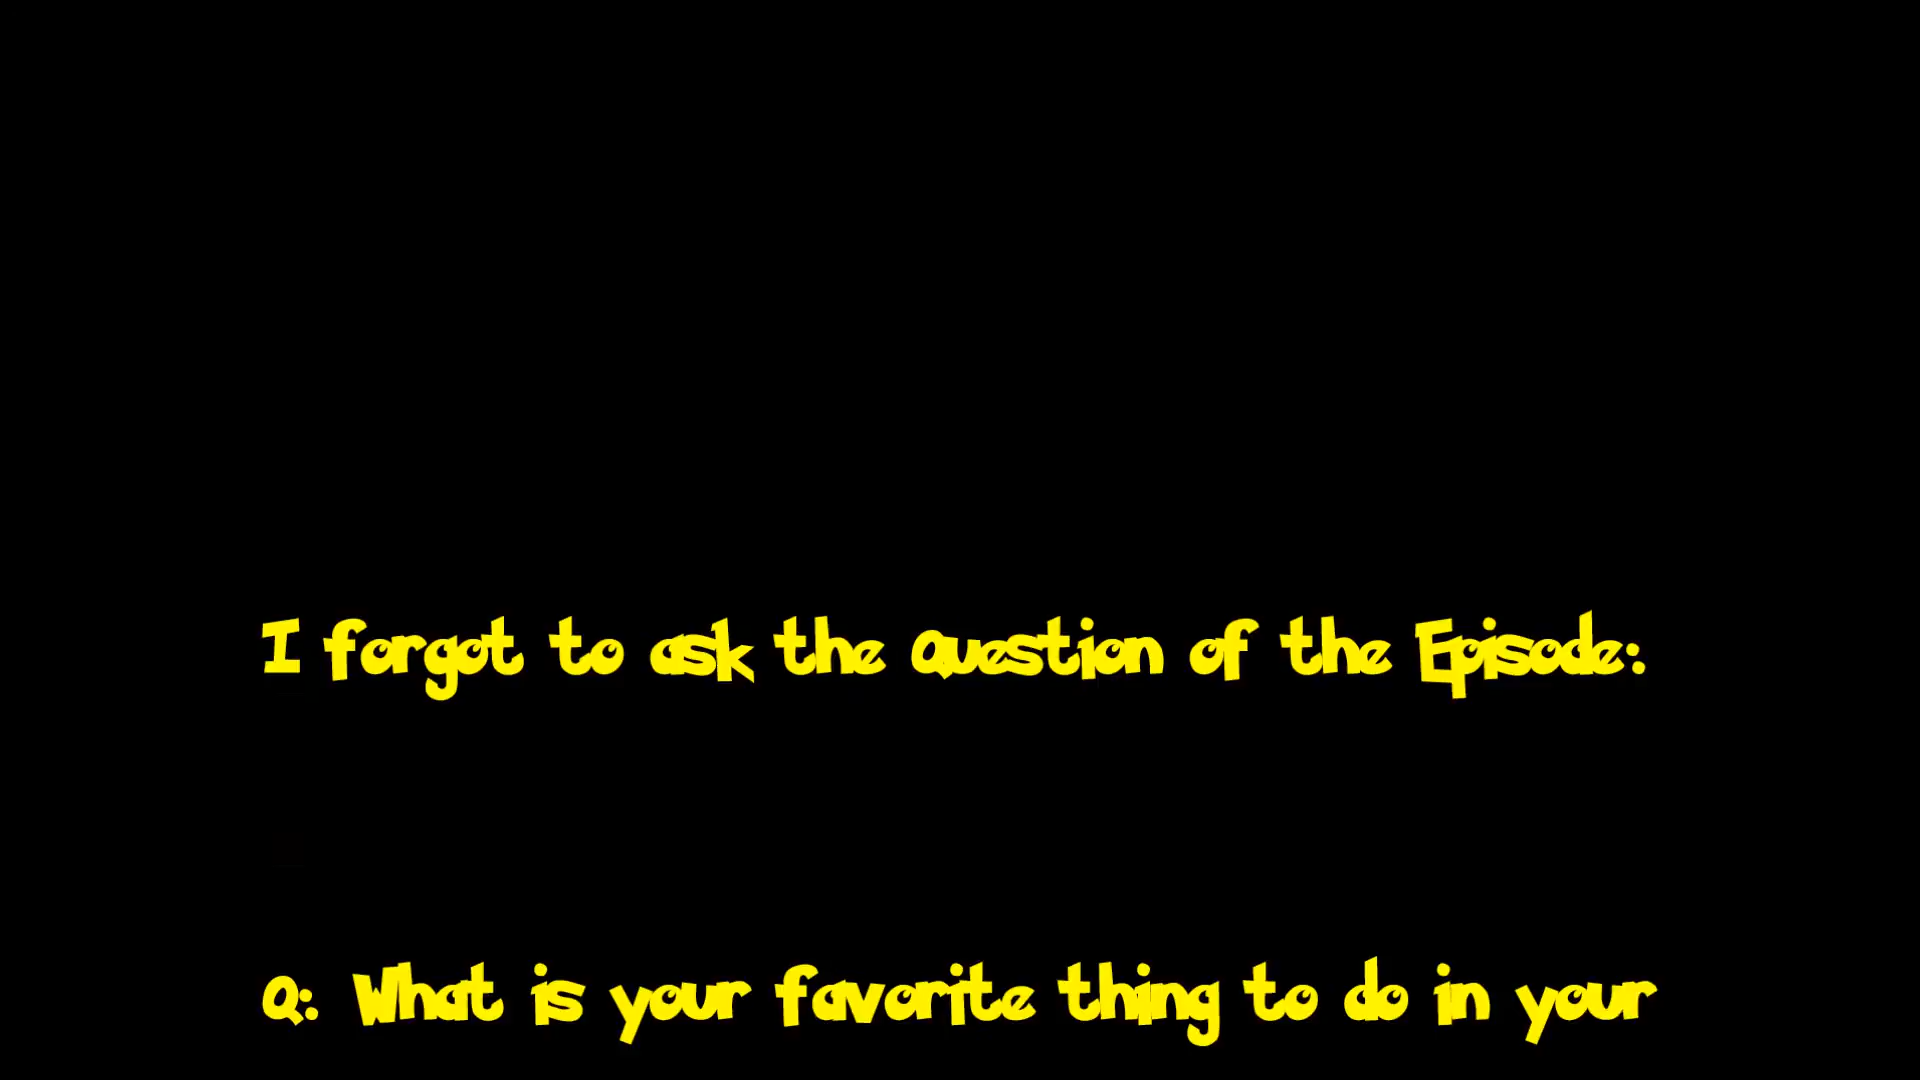 I forgot to ask the Question of the Episode:
Q: What is your favorite thing to do in your